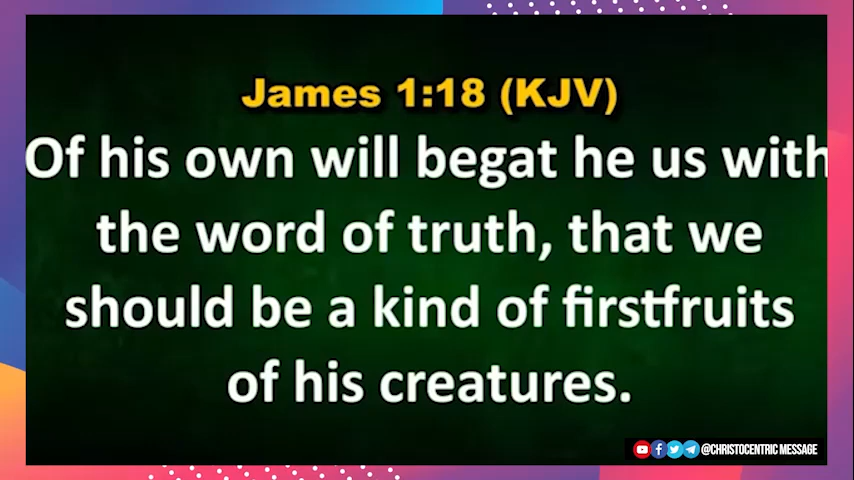 James 1:18 (KJV)
Of his own will begat he us with
the word of truth, that we
should be a kind of firstfruits
of his creatures.
@CHRISTOCENTRIC MESSAGE